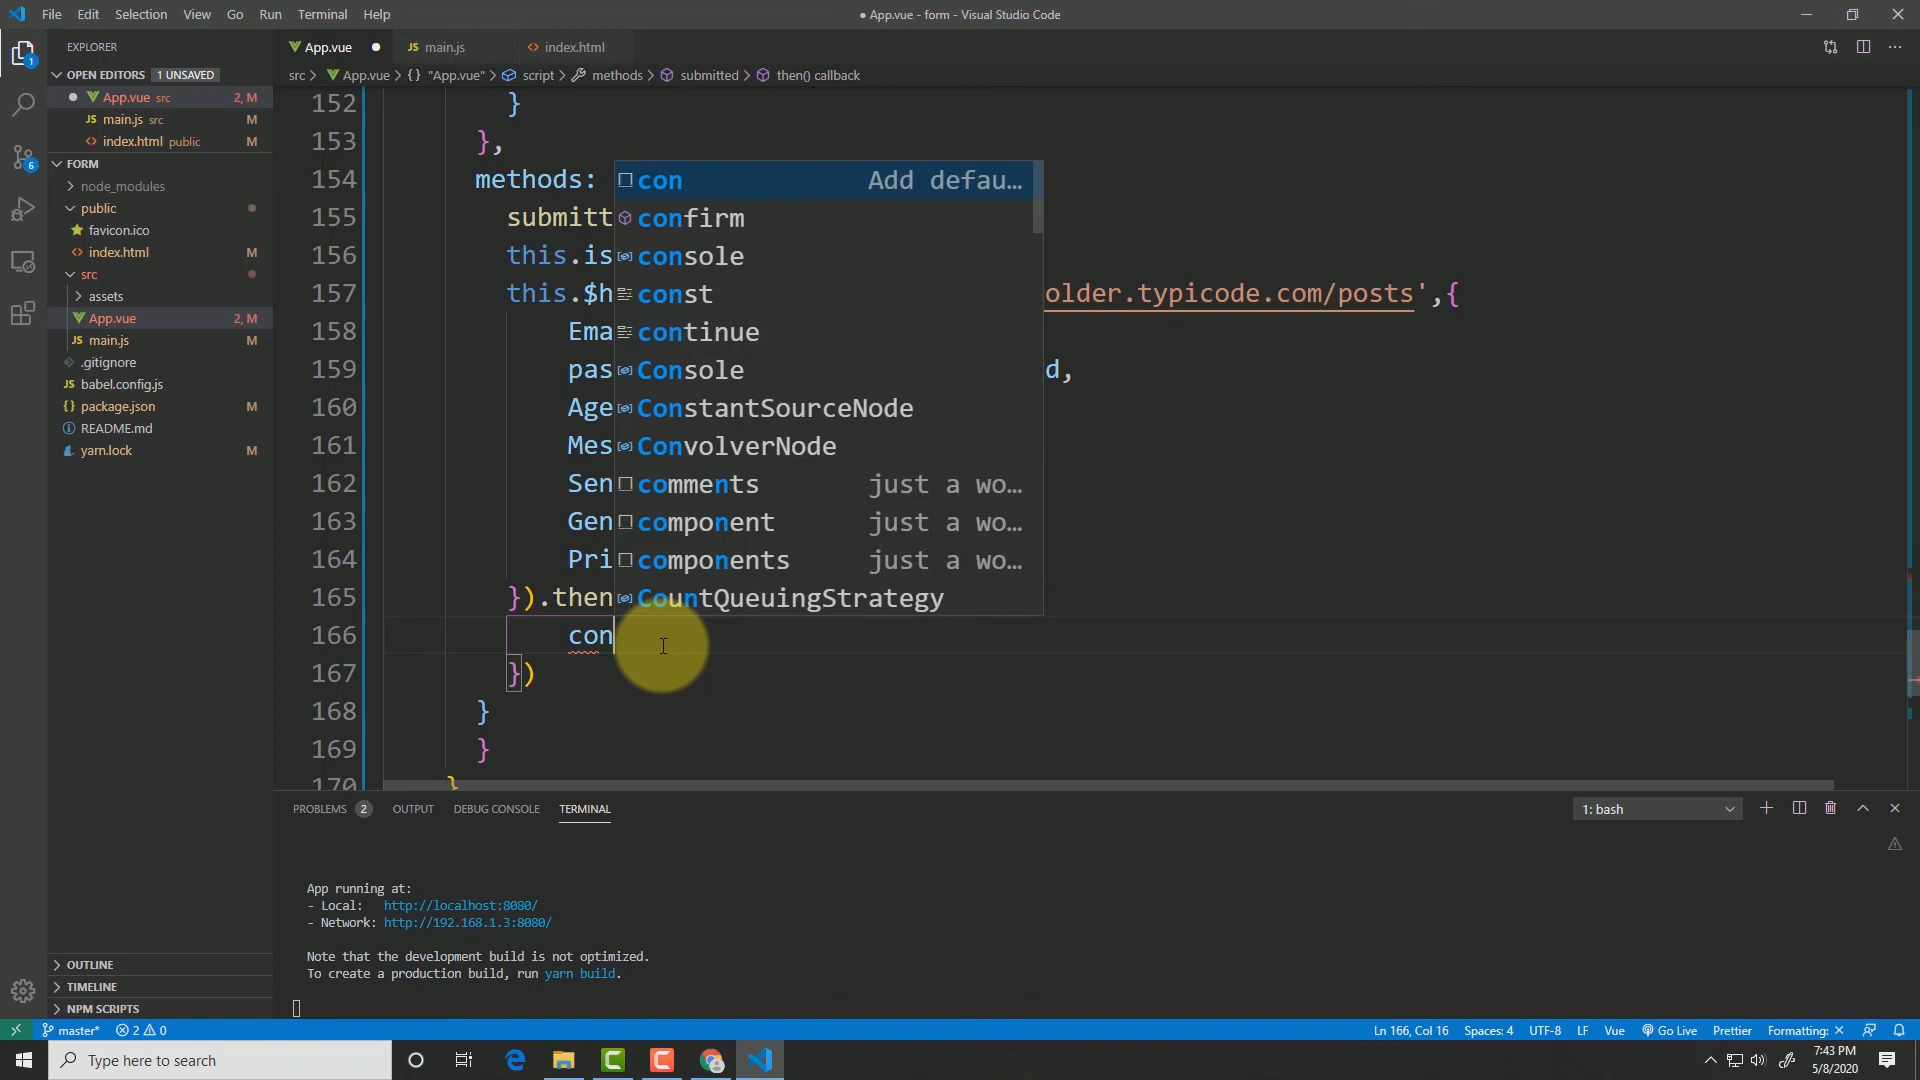 File Edit Selection View Go Run Terminal Help
● App.vue - form - Visual Studio Code
EXPLORER
OPEN EDITORS 1 UNSAVED
App.vue src 2, M
main.js src M
index.html public M
FORM
node_modules
public
favicon.ico
index.html M
src
assets
App.vue 2, M
main.js M
.gitignore
babel.config.js
package.json M
README.md
yarn.lock M
OUTLINE
TIMELINE
NPM SCRIPTS
App.vue ● main.js index.html
src > App.vue > {} "App.vue" > script > methods > submitted > then() callback
152 }
153 },
154 methods:
155 submitt
156 this.is
157 this.$h older.typicode.com/posts',{
158 Ema
159 pas d,
160 Age
161 Mes
162 Sen
163 Gen
164 Pri
165 }).then
166 con
167 })
168 }
169 }
170 }
con Add defau…
confirm
console
const
continue
Console
ConstantSourceNode
ConvolverNode
comments just a wo…
component just a wo…
components just a wo…
CountQueuingStrategy
PROBLEMS 2 OUTPUT DEBUG CONSOLE TERMINAL
1: bash
App running at:
- Local: http://localhost:8080/
- Network: http://192.168.1.3:8080/
Note that the development build is not optimized.
To create a production build, run yarn build.
master* 2 0
Ln 166, Col 16 Spaces: 4 UTF-8 LF Vue Go Live Prettier Formatting: ×
Type here to search
7:43 PM
5/8/2020